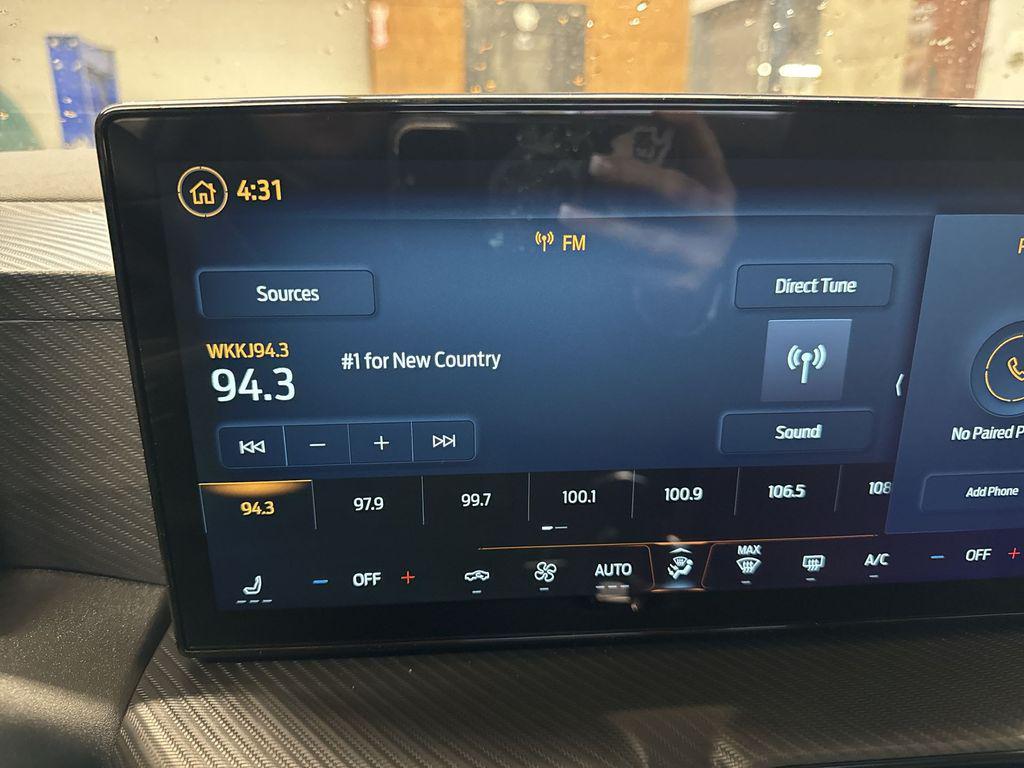 4:31
FM
Sources
Direct Tune
WKKJ94.3
94.3
#1 for New Country
Sound
No Paired
Add Phone
94.3 97.9 99.7 100.1 100.9 106.5
OFF
AUTO
MAX
A/C
OFF